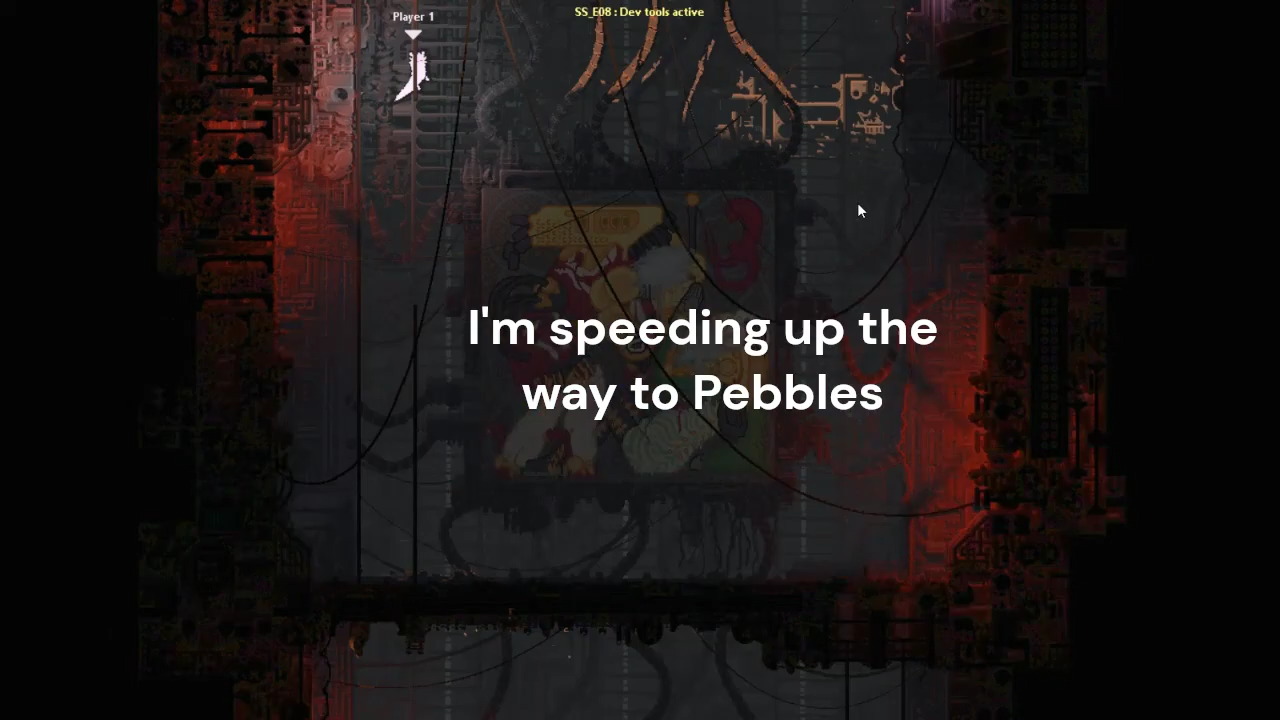 SS_E08 : Dev tools active
Player 1
I'm speeding up the
way to Pebbles